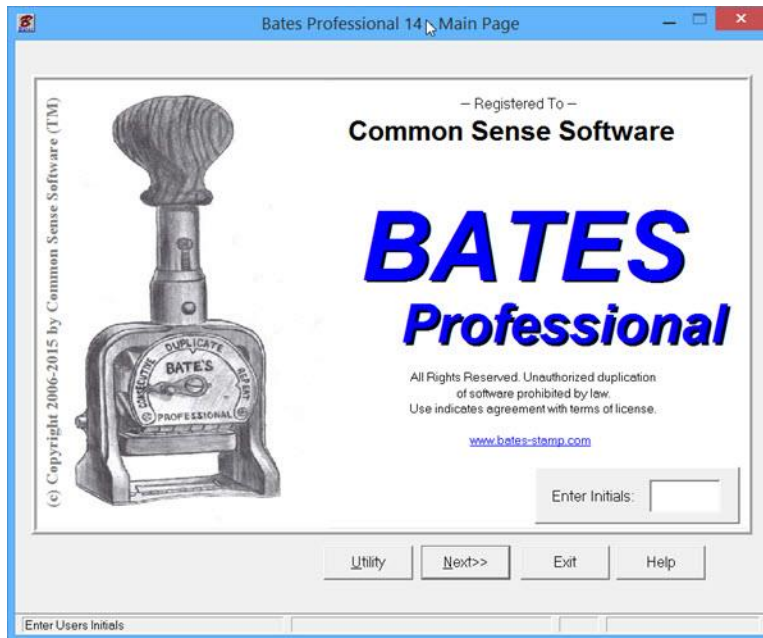 Bates Professional 14 Main Page
(c) Copyright 2006-2015 by Common Sense Software (TM)
CONSECUTIVE DUPLICATE REPEAT
BATE'S
PROFESSIONAL
– Registered To –
Common Sense Software
BATES
Professional
All Rights Reserved. Unauthorized duplication
of software prohibited by law.
Use indicates agreement with terms of license.
www.bates-stamp.com
Enter Initials:
Utility
Next>>
Exit
Help
Enter Users Initials